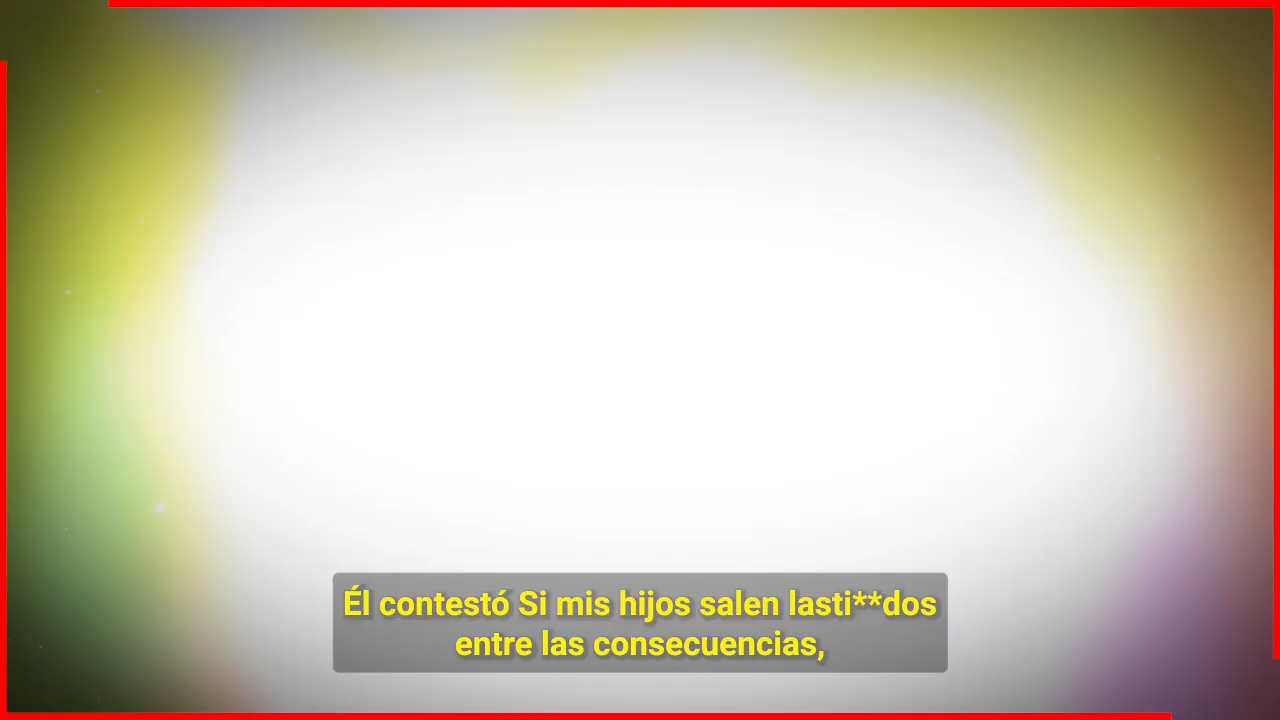 Él contestó Si mis hijos salen lasti**dos
entre las consecuencias,